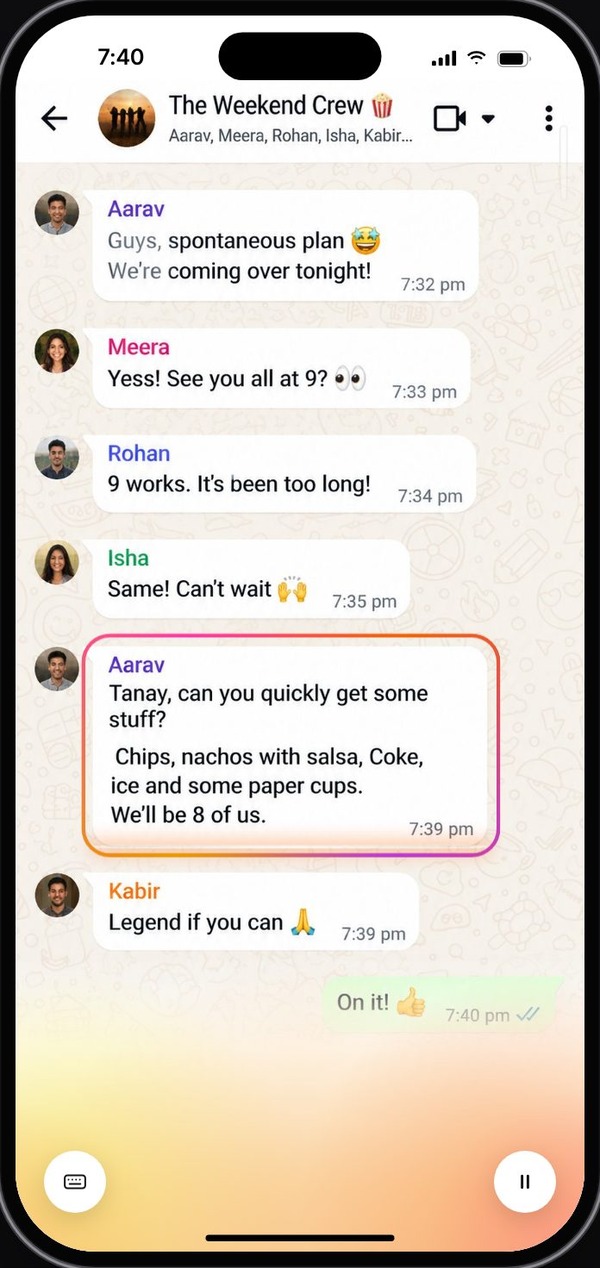 7:40
The Weekend Crew 🍿
Aarav, Meera, Rohan, Isha, Kabir...
Aarav
Guys, spontaneous plan 🤩
We're coming over tonight!
7:32 pm
Meera
Yess! See you all at 9? 👀
7:33 pm
Rohan
9 works. It's been too long!
7:34 pm
Isha
Same! Can't wait 🙌
7:35 pm
Aarav
Tanay, can you quickly get some
stuff?
Chips, nachos with salsa, Coke,
ice and some paper cups.
We'll be 8 of us.
7:39 pm
Kabir
Legend if you can 🙏
7:39 pm
On it! 👍
7:40 pm